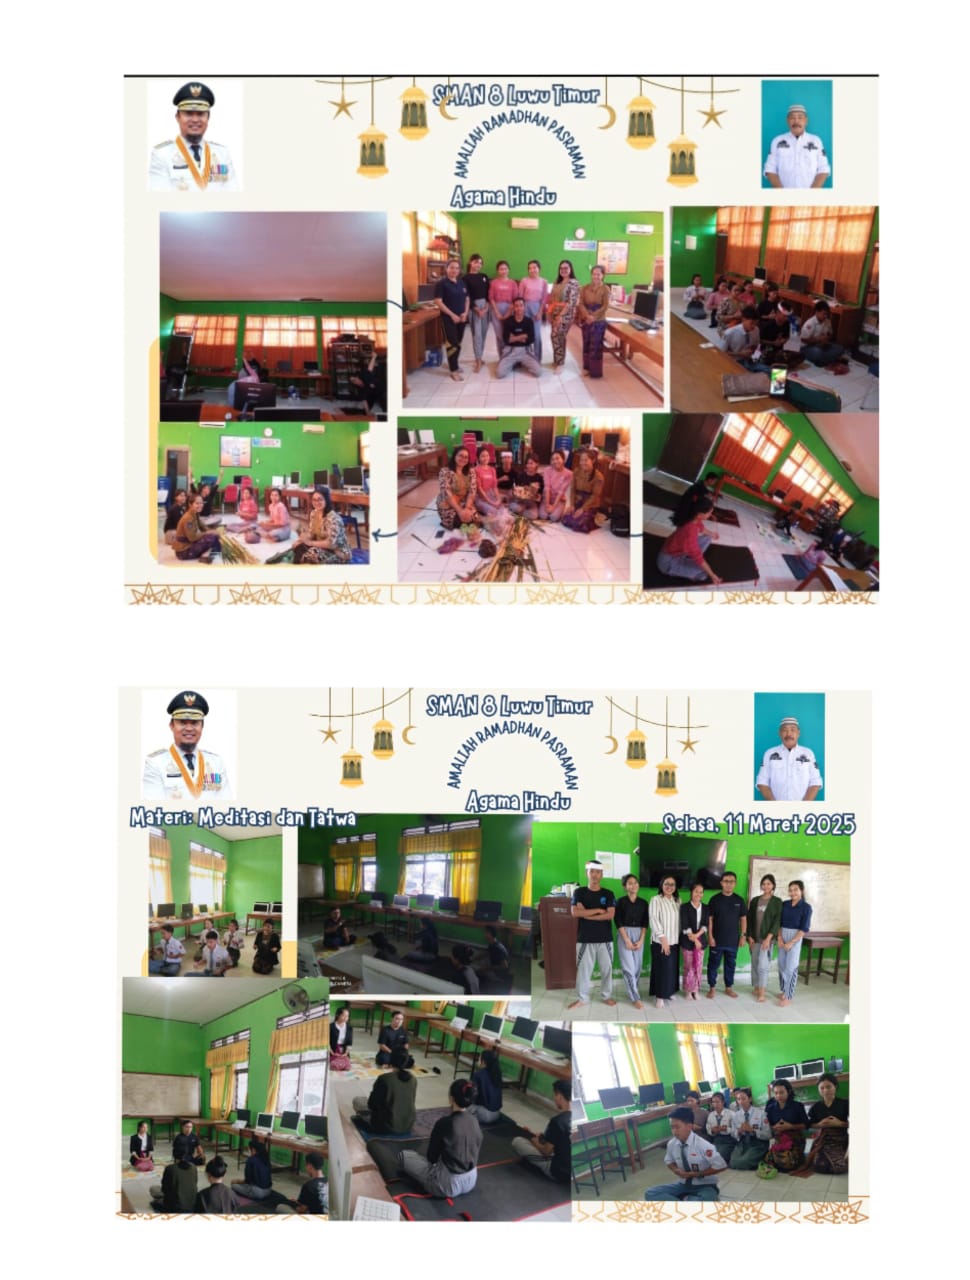 SMAN 8 Luwu Timur
AMALIAH RAMADHAN PASRAMAN
Agama Hindu
SMAN 8 Luwu Timur
AMALIAH RAMADHAN PASRAMAN
Agama Hindu
Materi: Meditasi dan Tatwa
Selasa, 11 Maret 2025